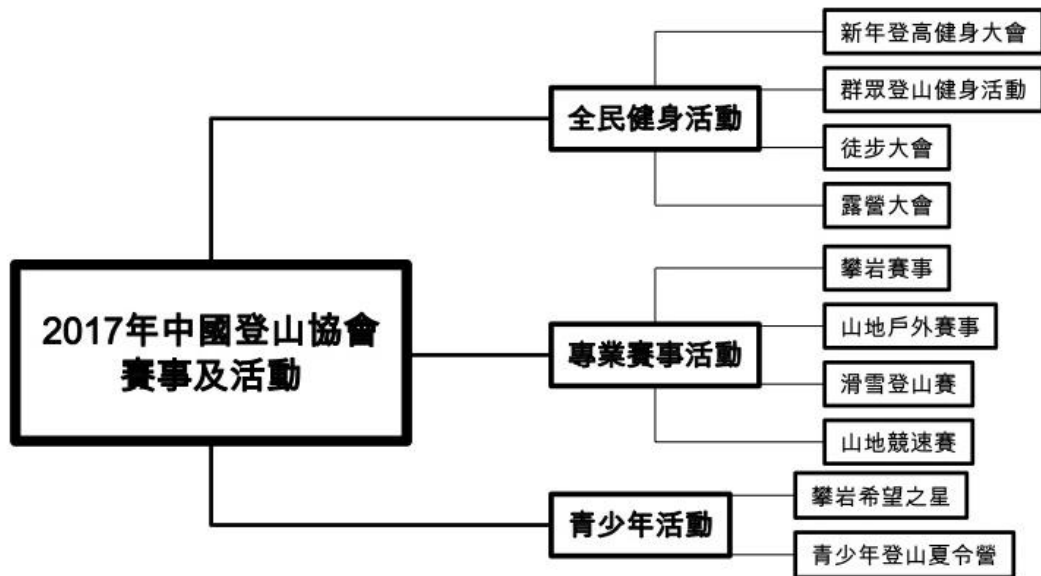 2017年中國登山協會
賽事及活動
全民健身活動
新年登高健身大會
群眾登山健身活動
徒步大會
露營大會
專業賽事活動
攀岩賽事
山地戶外賽事
滑雪登山賽
山地競速賽
青少年活動
攀岩希望之星
青少年登山夏令營